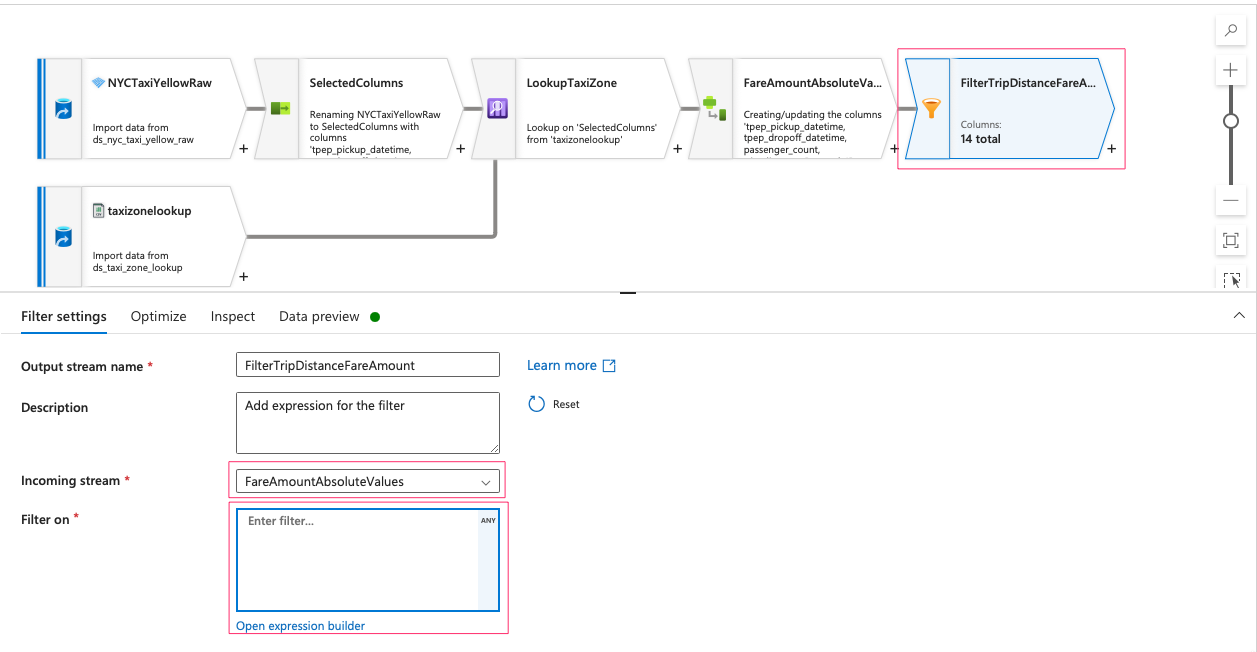 NYCTaxiYellowRaw
Import data from
ds_nyc_taxi_yellow_raw
+
SelectedColumns
Renaming NYCTaxiYellowRaw
to SelectedColumns with
columns
'tpep_pickup_datetime,
+
LookupTaxiZone
Lookup on 'SelectedColumns'
from 'taxizonelookup'
+
FareAmountAbsoluteVa...
Creating/updating the columns
'tpep_pickup_datetime,
tpep_dropoff_datetime,
passenger_count,
+
FilterTripDistanceFareA...
Columns:
14 total
+
taxizonelookup
Import data from
ds_taxi_zone_lookup
+
Filter settings
Optimize
Inspect
Data preview
Output stream name *
FilterTripDistanceFareAmount
Learn more
Description
Add expression for the filter
Reset
Incoming stream *
FareAmountAbsoluteValues
Filter on *
Enter filter...
ANY
Open expression builder